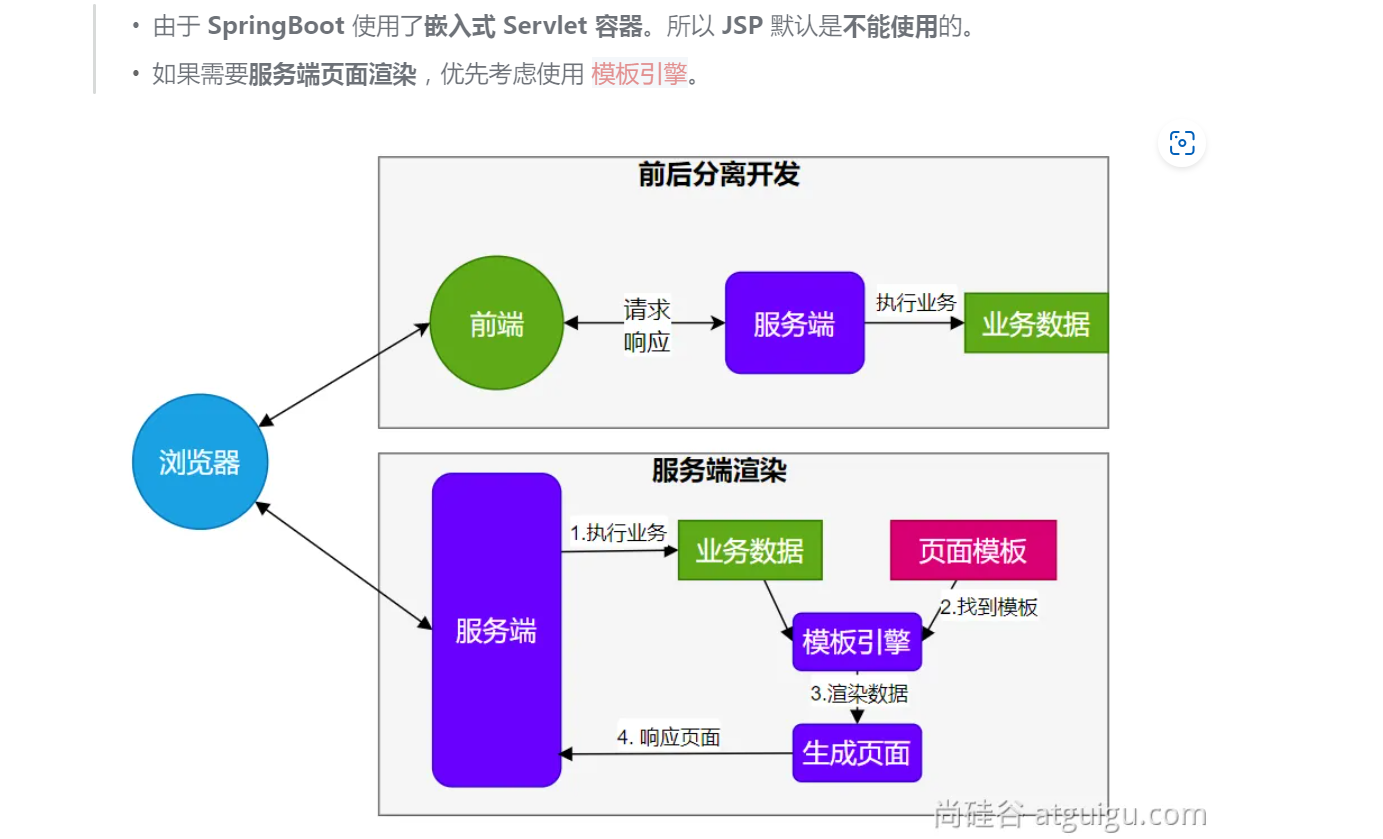 • 由于 SpringBoot 使用了嵌入式 Servlet 容器。所以 JSP 默认是不能使用的。
• 如果需要服务端页面渲染，优先考虑使用 模板引擎。
前后分离开发
前端
请求
响应
服务端
执行业务
业务数据
浏览器
服务端渲染
服务端
1.执行业务
业务数据
页面模板
2.找到模板
模板引擎
3.渲染数据
4. 响应页面
生成页面
尚硅谷 atguigu.com